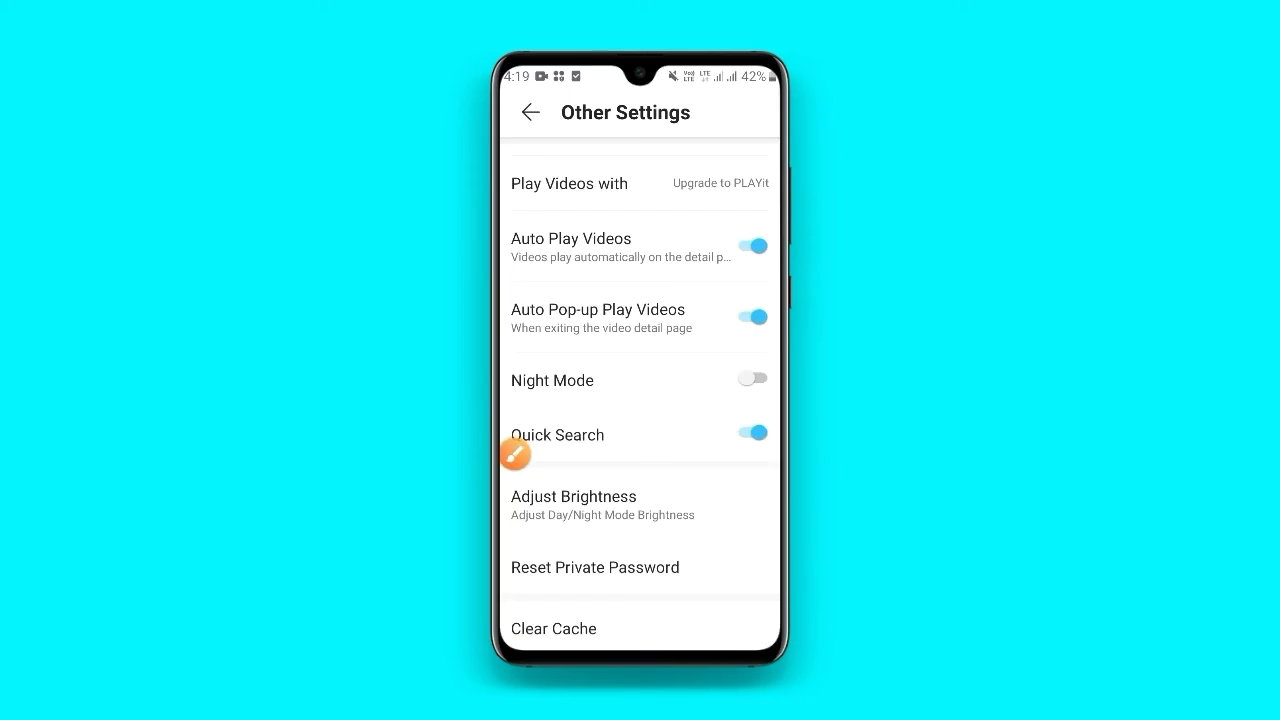 4:19 42%
Other Settings
Play Videos with Upgrade to PLAYit
Auto Play Videos
Videos play automatically on the detail p...
Auto Pop-up Play Videos
When exiting the video detail page
Night Mode
Quick Search
Adjust Brightness
Adjust Day/Night Mode Brightness
Reset Private Password
Clear Cache